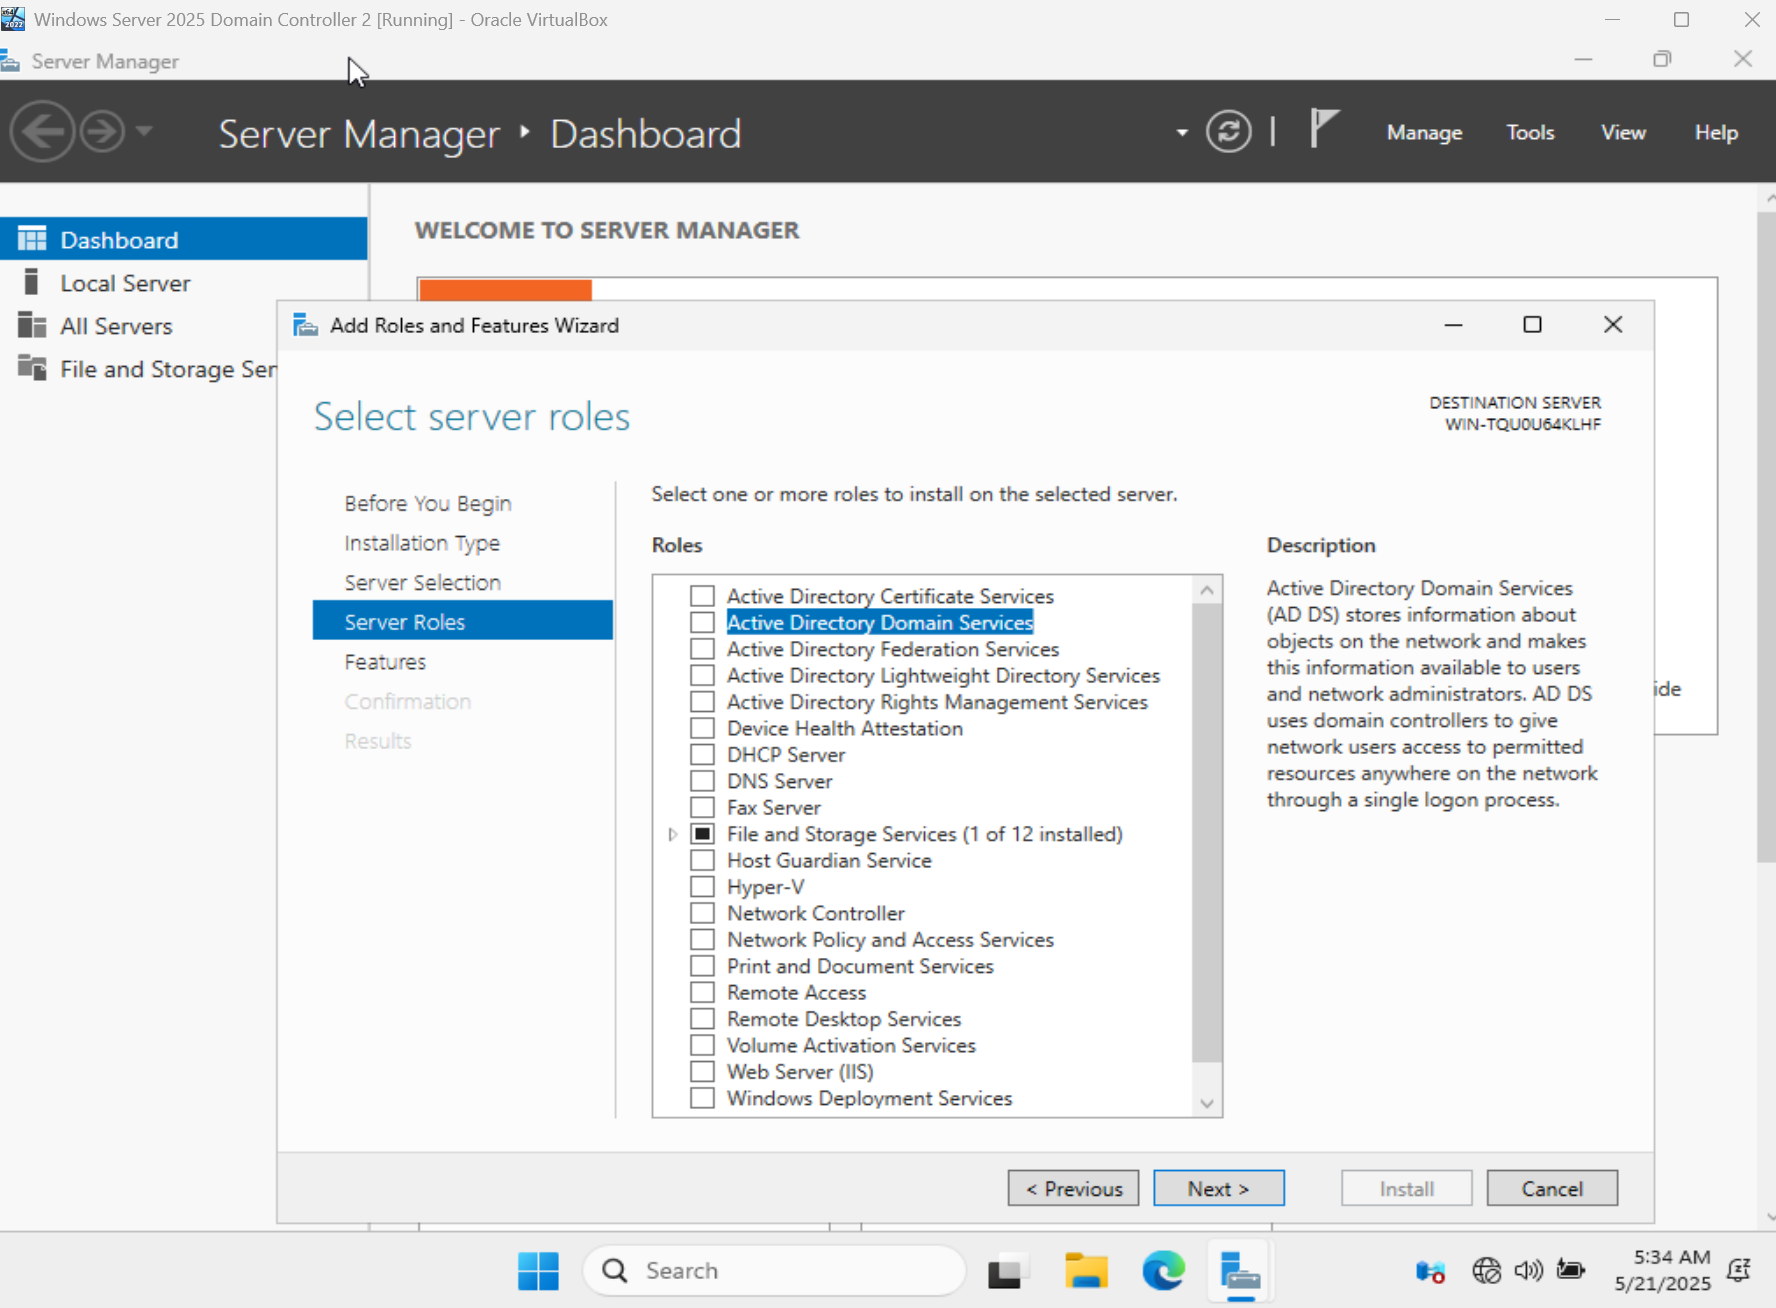 Windows Server 2025 Domain Controller 2 [Running] - Oracle VirtualBox
Server Manager
Server Manager ‣ Dashboard
Manage
Tools
View
Help
Dashboard
Local Server
All Servers
File and Storage Ser
WELCOME TO SERVER MANAGER
Add Roles and Features Wizard
Select server roles
DESTINATION SERVER
WIN-TQU0U64KLHF
Before You Begin
Installation Type
Server Selection
Server Roles
Features
Confirmation
Results
Select one or more roles to install on the selected server.
Roles
Active Directory Certificate Services
Active Directory Domain Services
Active Directory Federation Services
Active Directory Lightweight Directory Services
Active Directory Rights Management Services
Device Health Attestation
DHCP Server
DNS Server
Fax Server
File and Storage Services (1 of 12 installed)
Host Guardian Service
Hyper-V
Network Controller
Network Policy and Access Services
Print and Document Services
Remote Access
Remote Desktop Services
Volume Activation Services
Web Server (IIS)
Windows Deployment Services
Description
Active Directory Domain Services
(AD DS) stores information about
objects on the network and makes
this information available to users
and network administrators. AD DS
uses domain controllers to give
network users access to permitted
resources anywhere on the network
through a single logon process.
ide
< Previous
Next >
Install
Cancel
Search
5:34 AM
5/21/2025